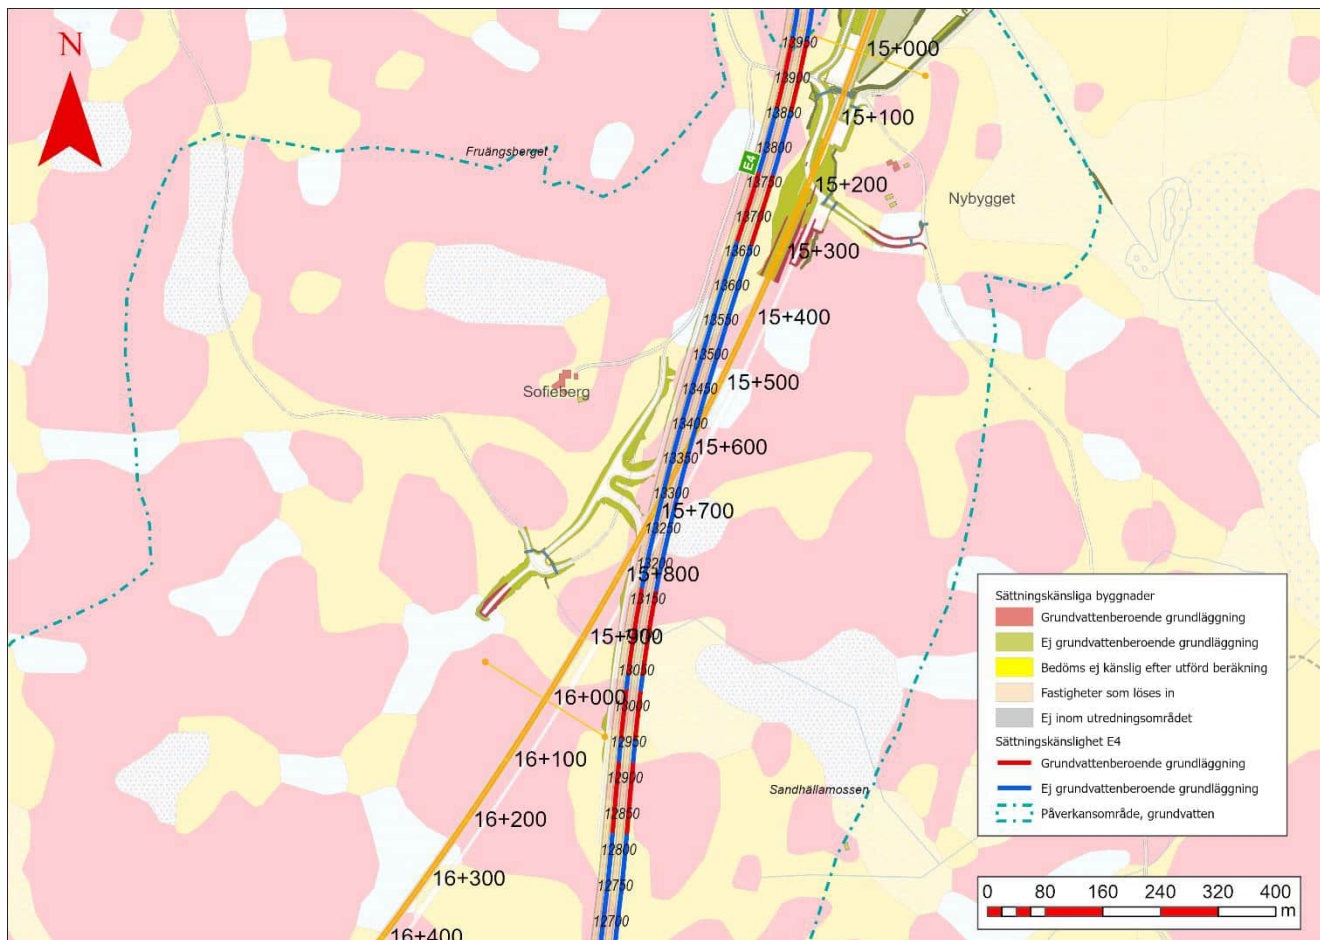 N
13950
15+000
13900
13850
15+100
13800
Fruängsberget
E4
13750
15+200
Nybygget
13700
13650
15+300
13600
13550
15+400
13500
15+500
Sofieberg
13450
13400
15+600
13350
13300
15+700
13250
13200
15+800
13150
15+900
13050
16+000
13000
12950
16+100
12900
Sandhällamossen
12850
16+200
12800
16+300
12750
12700
16+400
Sättningskänsliga byggnader
Grundvattenberoende grundläggning
Ej grundvattenberoende grundläggning
Bedöms ej känslig efter utförd beräkning
Fastigheter som löses in
Ej inom utredningsområdet
Sättningskänslighet E4
Grundvattenberoende grundläggning
Ej grundvattenberoende grundläggning
Påverkansområde, grundvatten
0 80 160 240 320 400
m